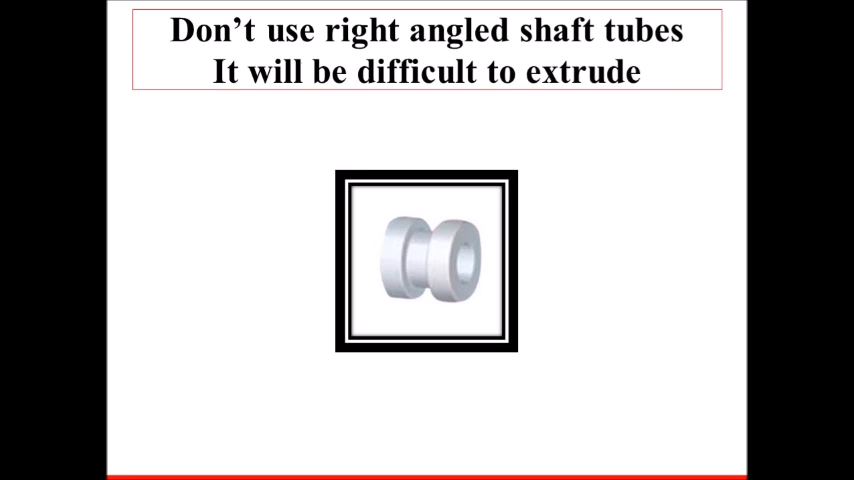 Don’t use right angled shaft tubes
It will be difficult to extrude